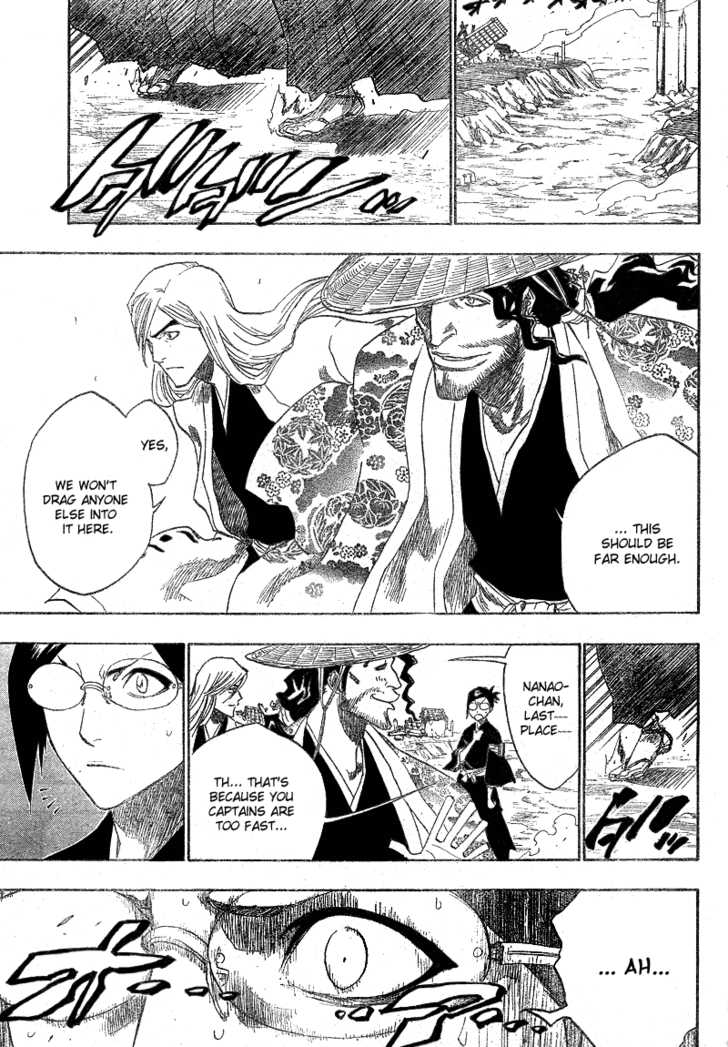 ... THIS
SHOULD BE
FAR ENOUGH.
YES,
WE WON'T
DRAG ANYONE
ELSE INTO
IT HERE.
NANAO-
CHAN,
LAST--
PLACE--
TH... THAT'S
BECAUSE YOU
CAPTAINS ARE
TOO FAST...
... AH...